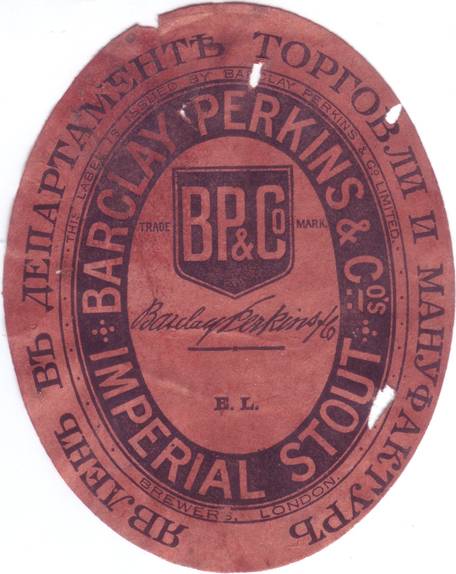 ЯВЛЕНЪ ВЪ ДЕПАРТАМЕНТѢ ТОРГОВЛИ И МАНУФАКТУРЪ
THIS LABEL IS ISSUED BY BARCLAY PERKINS & Co LIMITED.
BARCLAY PERKINS & Co's
BP&Co
TRADE MARK.
Barclay Perkins & Co
E. L.
IMPERIAL STOUT
BREWERS, LONDON.